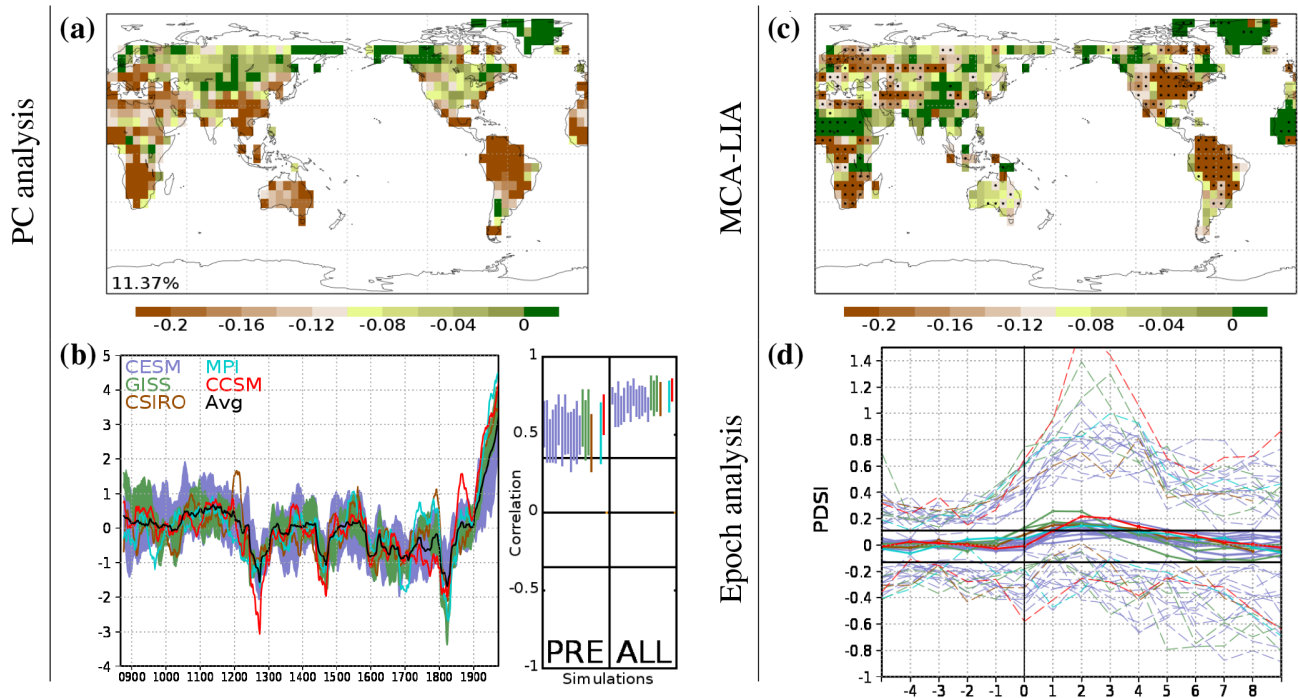 PC analysis
(a)
11.37%
-0.2 -0.16 -0.12 -0.08 -0.04 0
(b)
CESM MPI
GISS CCSM
CSIRO Avg
5
4
3
2
1
0
-1
-2
-3
-4
0900 1000 1100 1200 1300 1400 1500 1600 1700 1800 1900
Correlation
1
0.5
0
-0.5
-1
PRE ALL
Simulations
MCA-LIA
(c)
-0.2 -0.16 -0.12 -0.08 -0.04 0
Epoch analysis
(d)
PDSI
1.4
1.2
1
0.8
0.6
0.4
0.2
0
-0.2
-0.4
-0.6
-0.8
-1
-4 -3 -2 -1 0 1 2 3 4 5 6 7 8